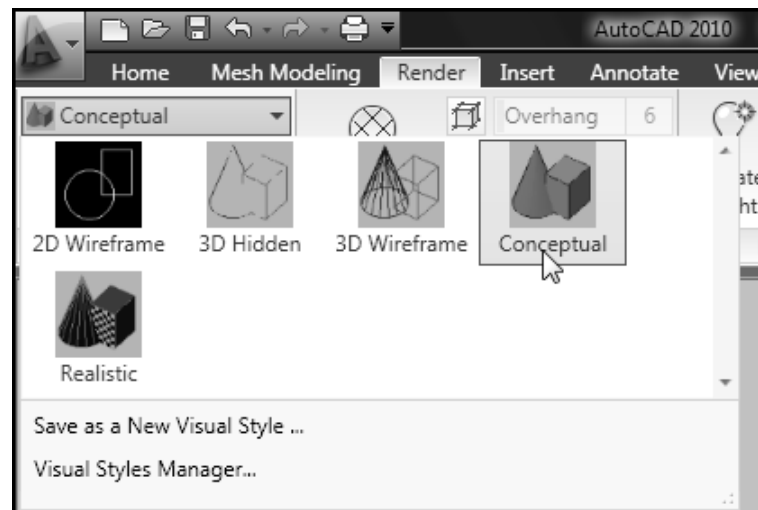 AutoCAD 2010
Home Mesh Modeling Render Insert Annotate View
Conceptual Overhang 6
2D Wireframe 3D Hidden 3D Wireframe Conceptual
Realistic
Save as a New Visual Style ...
Visual Styles Manager...